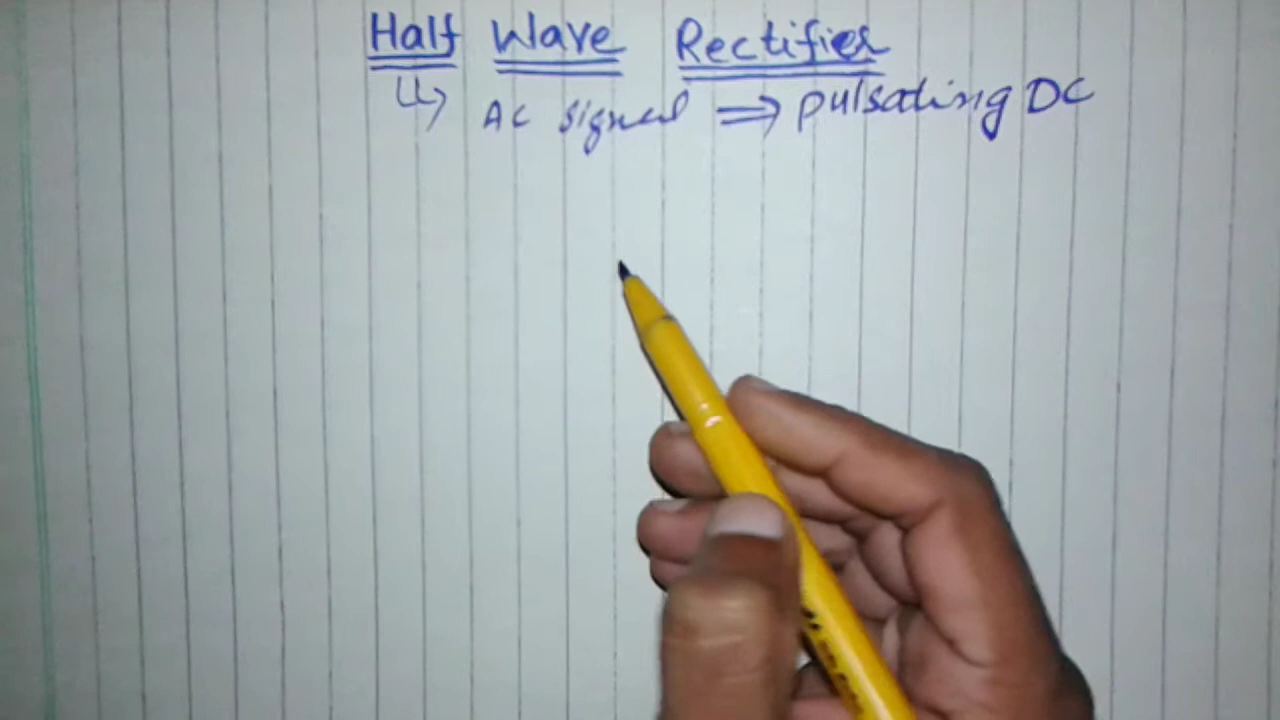 Half Wave Rectifier
↳ AC signal ⇒ pulsating DC